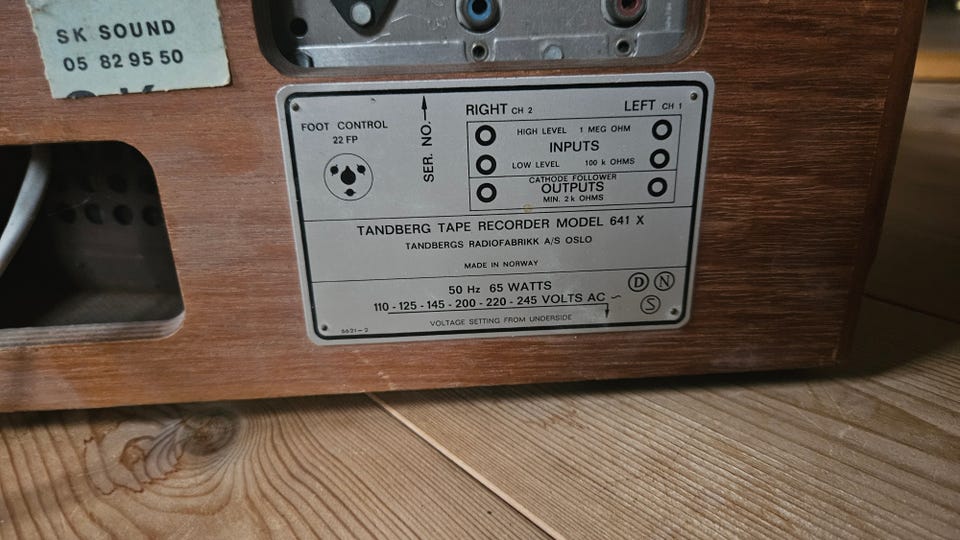 SK SOUND
05 82 95 50
FOOT CONTROL
22 FP
SER. NO.
RIGHT CH 2
LEFT CH 1
HIGH LEVEL 1 MEG OHM
INPUTS
LOW LEVEL 100 k OHMS
CATHODE FOLLOWER
OUTPUTS
MIN. 2 k OHMS
TANDBERG TAPE RECORDER MODEL 641 X
TANDBERGS RADIOFABRIKK A/S OSLO
MADE IN NORWAY
50 Hz 65 WATTS
110 - 125 - 145 - 200 - 220 - 245 VOLTS AC ~
D N
S
VOLTAGE SETTING FROM UNDERSIDE
6621-2